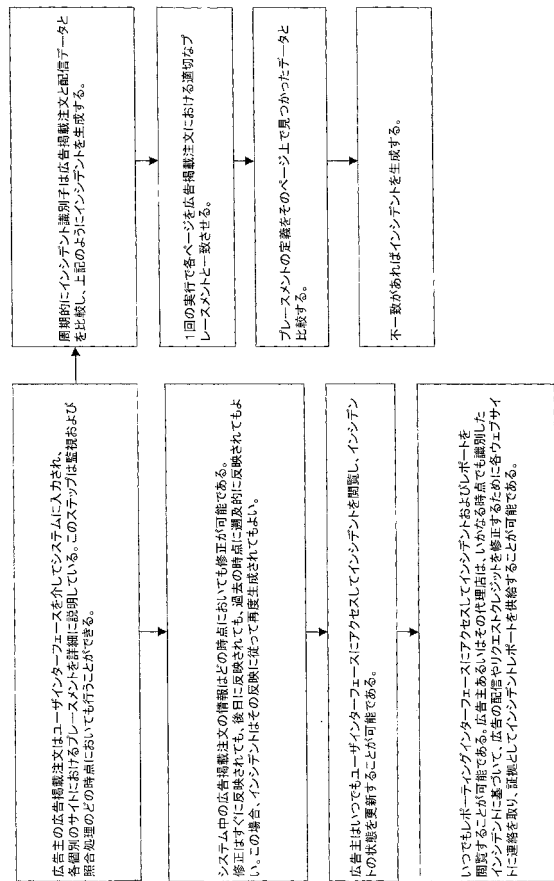 広告主の広告掲載注文はユーザインターフェースを介してシステムに入力され、
各個別のサイトにおけるプレースメントを詳細に説明している。このステップは監視および
照合処理のどの時点においても行うことができる。
システム中の広告掲載注文の情報はどの時点においても修正が可能である。
修正はすぐに反映されても、後日に反映されても、過去の時点に遡及的に反映されてもよ
い。この場合、インシデントはその反映に従って再度生成されてもよい。
広告主はいつでもユーザインターフェースにアクセスしてインシデントを閲覧し、インシデン
トの状態を更新することが可能である。
いつでもレポーティングインターフェースにアクセスしてインシデントおよびレポートを
閲覧することが可能である。広告主あるいはその代理店は、いかなる時点でも識別した
インシデントに基づいて、広告の配信やリクエストクレジットを修正するために各ウェブサイ
トに連絡を取り、証拠としてインシデントレポートを供給することが可能である。
周期的にインシデント識別子は広告掲載注文と配信データと
を比較し、上記のようにインシデントを生成する。
1回の実行で各ページを広告掲載注文における適切なプ
レースメントと一致させる。
プレースメントの定義をそのページ上で見つかったデータと
比較する。
不一致があればインシデントを生成する。